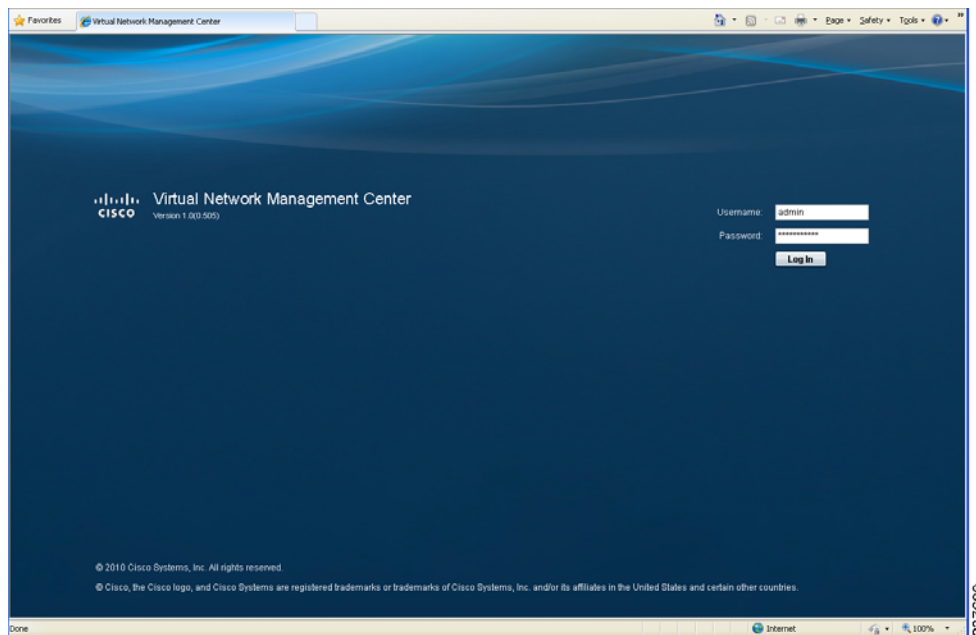 Favorites
Virtual Network Management Center
Page
Safety
Tools
CISCO
Virtual Network Management Center
Version 1.0(0.505)
Username: admin
Password: ***********
Log In
© 2010 Cisco Systems, Inc. All rights reserved.
© Cisco, the Cisco logo, and Cisco Systems are registered trademarks or trademarks of Cisco Systems, Inc. and/or its affiliates in the United States and certain other countries.
Done
Internet
100%